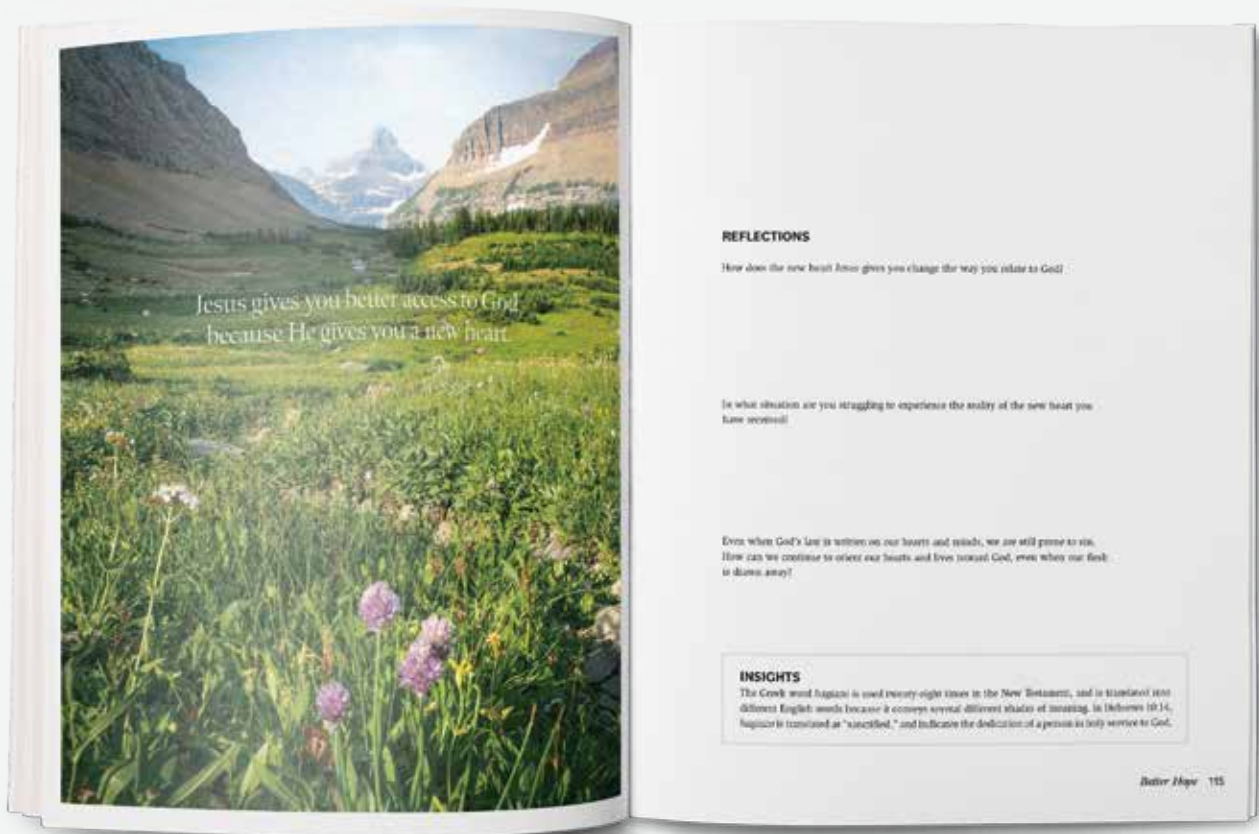 Jesus gives you better access to God
because He gives you a new heart.
REFLECTIONS
How does the new heart Jesus gives you change the way you relate to God?
In what situation are you struggling to experience the reality of the new heart you
have received?
Even when God's law is written on our hearts and minds, we are still prone to sin.
How can we continue to orient our hearts and lives toward God, even when our flesh
is drawn away?
INSIGHTS
The Greek word hagiazo is used twenty-eight times in the New Testament, and is translated into
different English words because it conveys several different shades of meaning. In Hebrews 10:14,
hagiazo is translated as "sanctified," and indicates the dedication of a person in holy service to God.
Better Hope 115